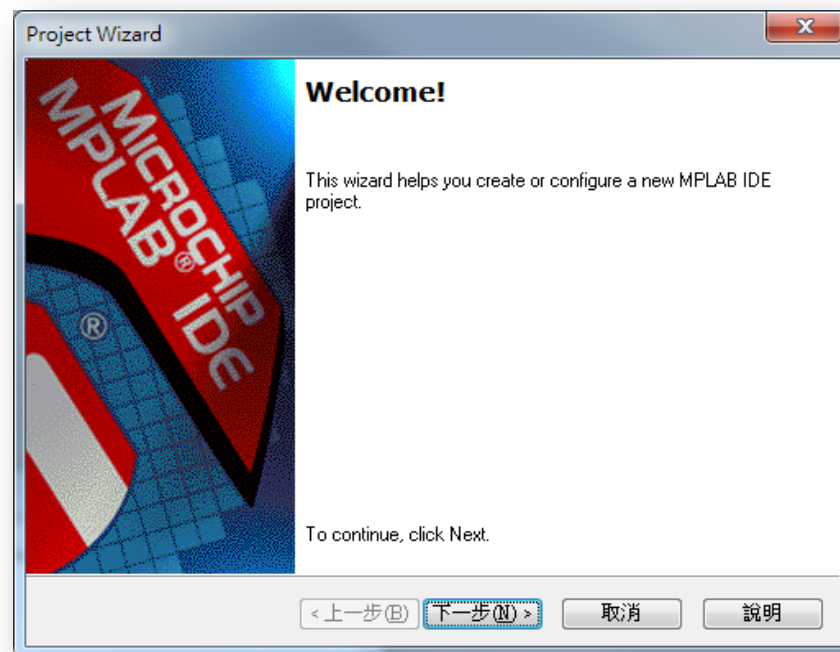 Project Wizard
MICROCHIP
MPLAB® IDE
®
Welcome!
This wizard helps you create or configure a new MPLAB IDE
project.
To continue, click Next.
<上一步(B) 下一步(N) > 取消 說明